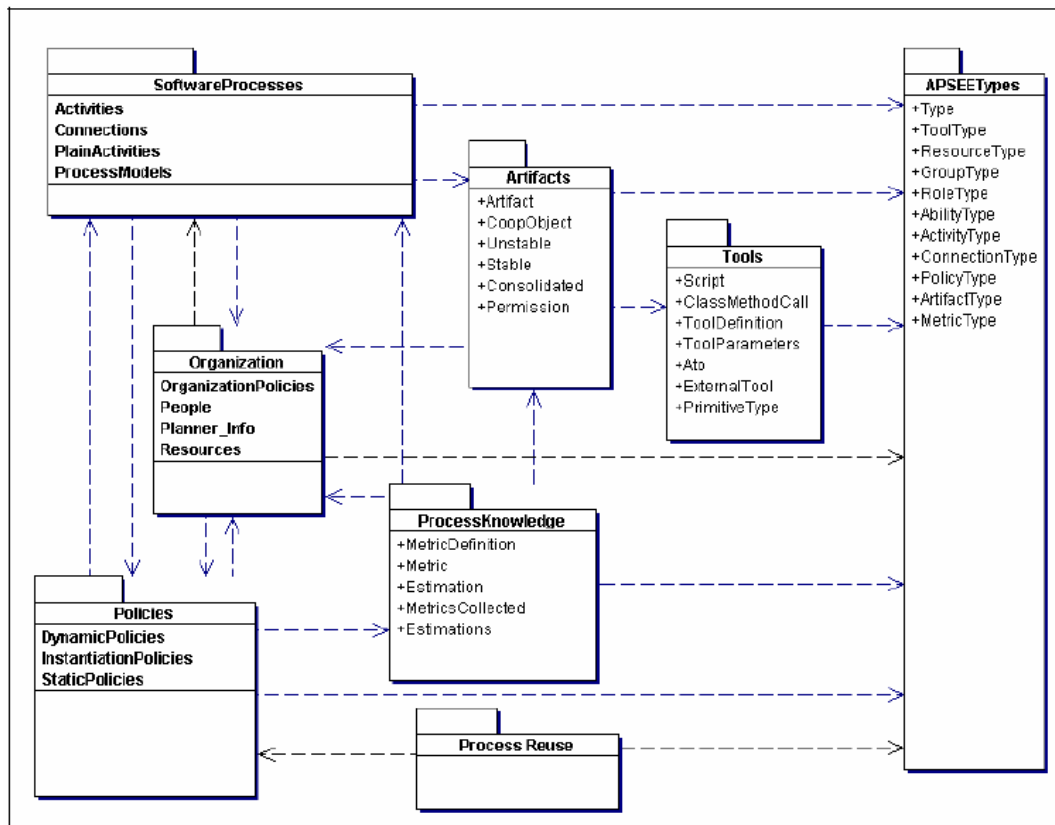 SoftwareProcesses
Activities
Connections
PlainActivities
ProcessModels
Artifacts
+Artifact
+CoopObject
+Unstable
+Stable
+Consolidated
+Permission
Tools
+Script
+ClassMethodCall
+ToolDefinition
+ToolParameters
+Ato
+ExternalTool
+PrimitiveType
APSEETypes
+Type
+ToolType
+ResourceType
+GroupType
+RoleType
+AbilityType
+ActivityType
+ConnectionType
+PolicyType
+ArtifactType
+MetricType
Organization
OrganizationPolicies
People
Planner_Info
Resources
ProcessKnowledge
+MetricDefinition
+Metric
+Estimation
+MetricsCollected
+Estimations
Policies
DynamicPolicies
InstantiationPolicies
StaticPolicies
Process Reuse